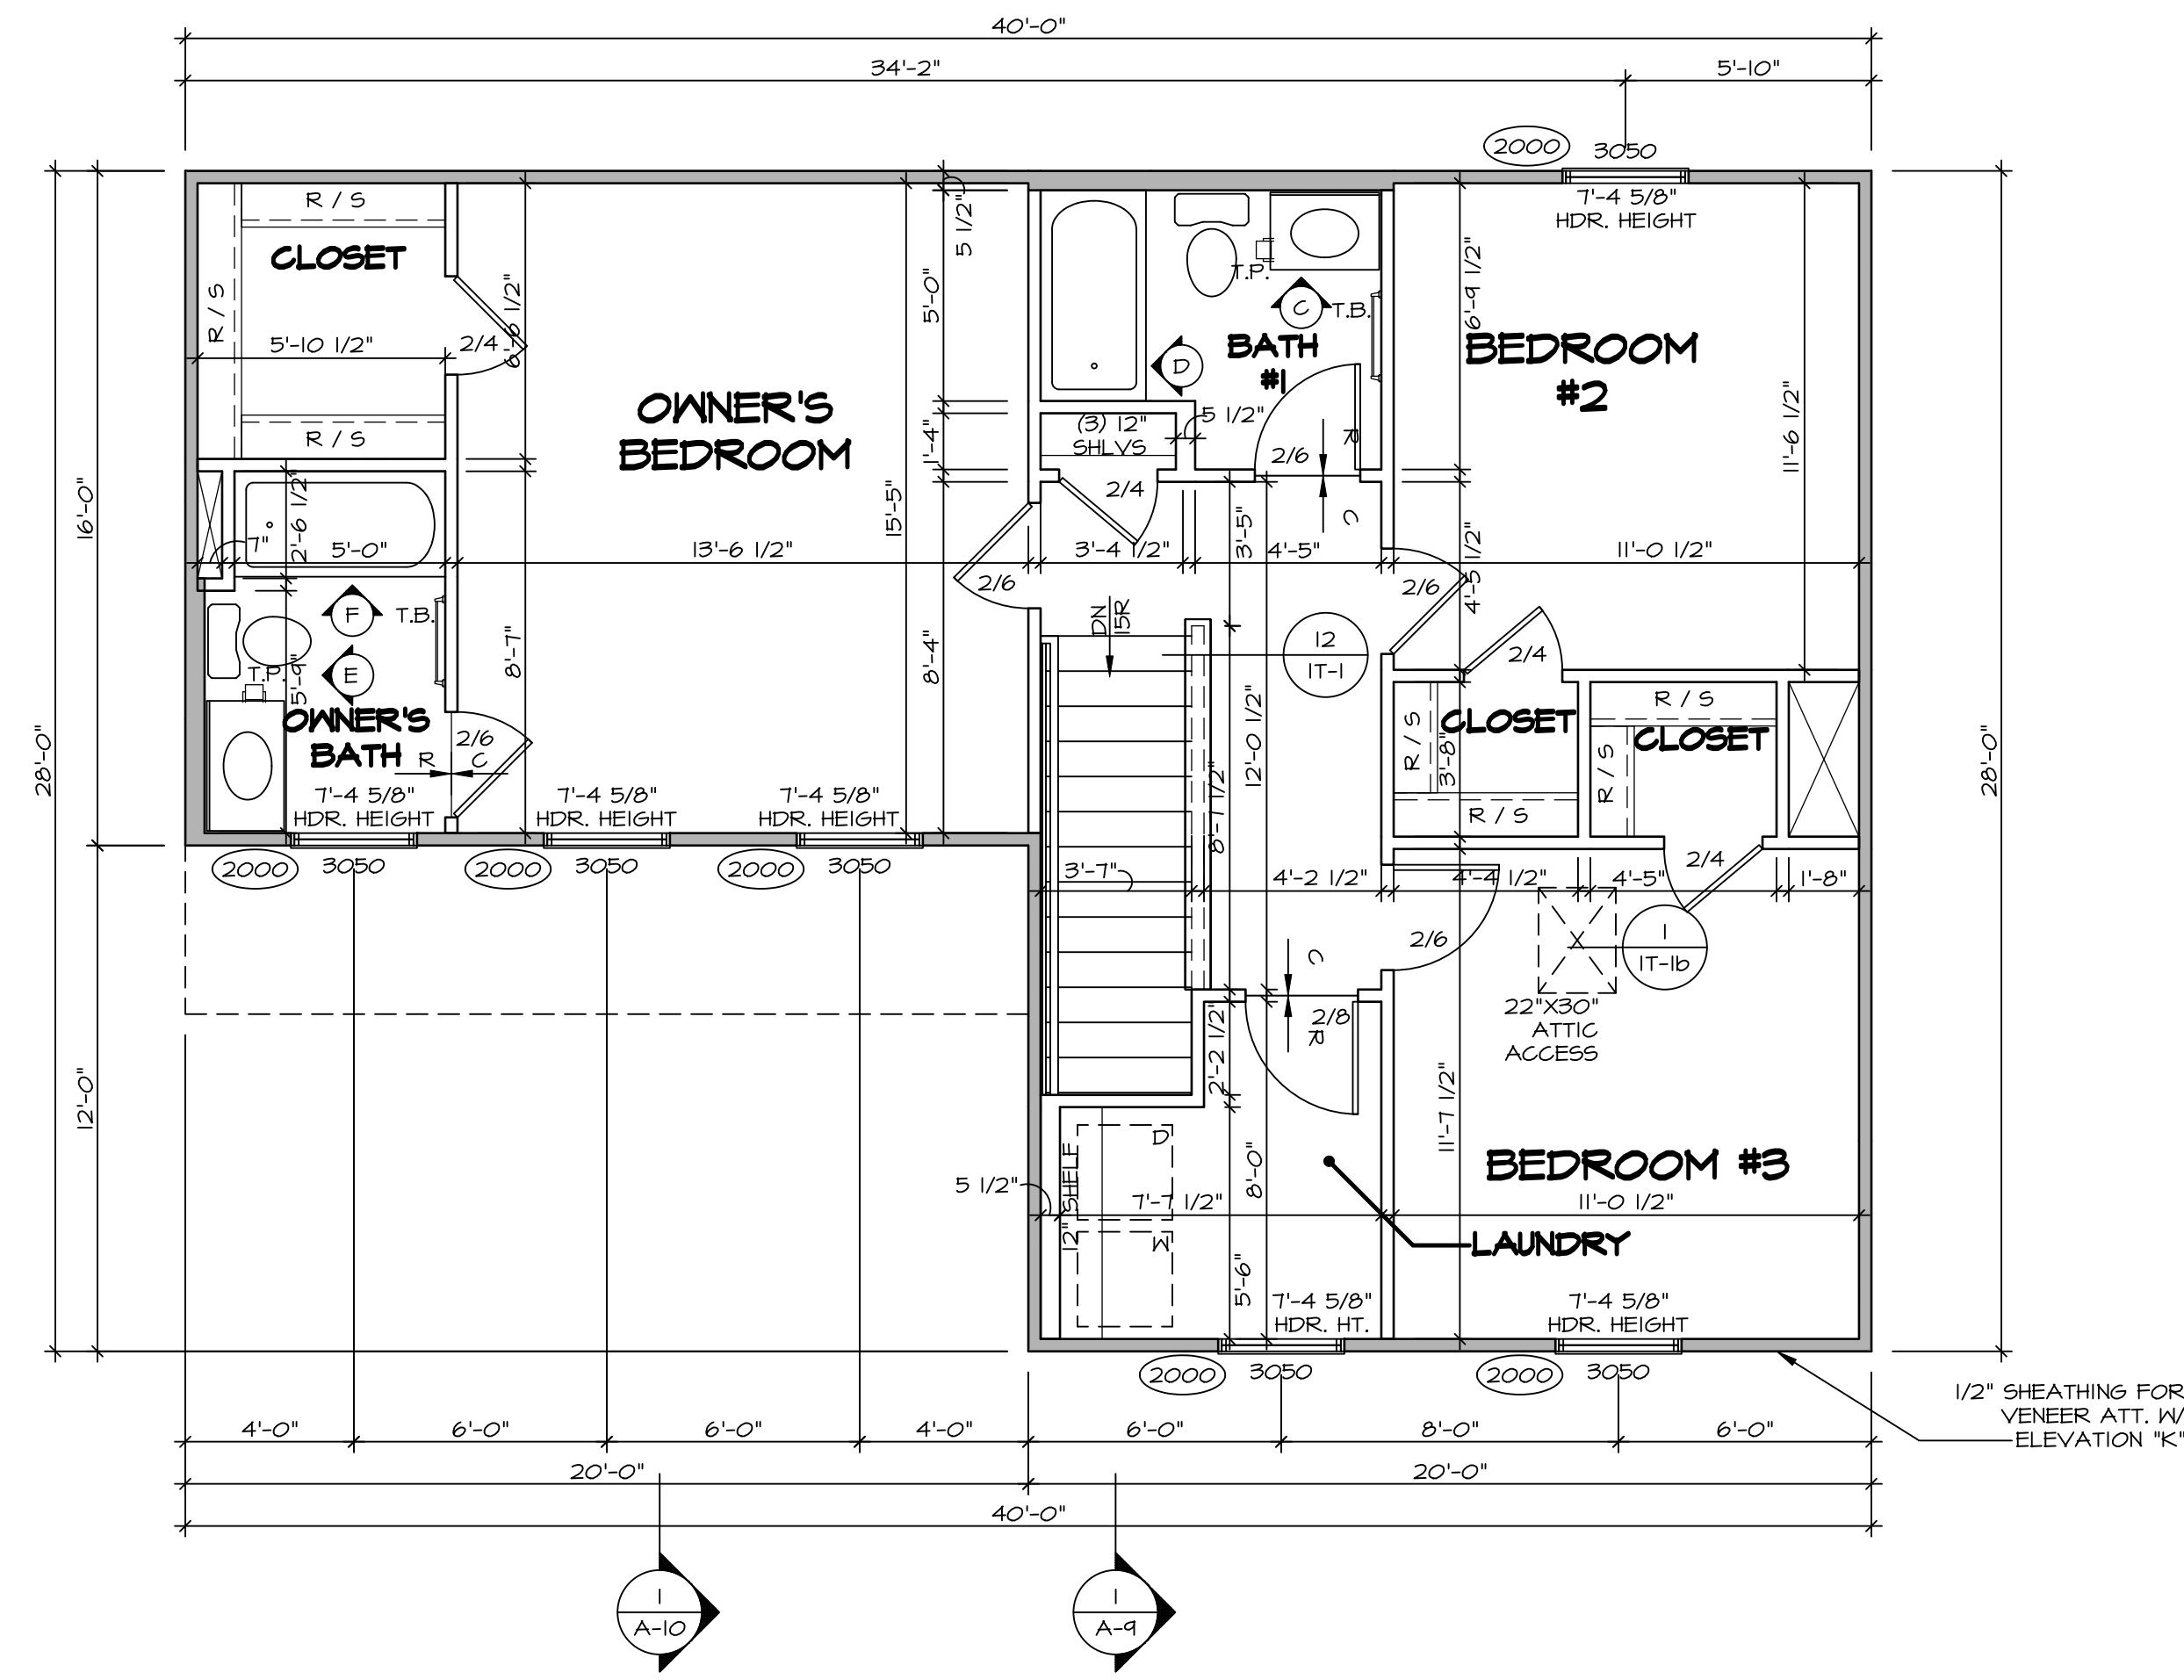 40'-0"
34'-2"
5'-10"
2000
3050
7'-4 5/8"
HDR. HEIGHT
R / S
CLOSET
R / S
5'-10 1/2"
2/4
8'-6 1/2"
R / S
OWNER'S
BEDROOM
15'-5"
5 1/2"
5'-0"
1'-4"
8'-4"
T.P.
C
T.B.
BATH
#1
D
(3) 12"
SHLVS
5 1/2"
2/6
R
C
2/4
6'-9 1/2"
BEDROOM
#2
11'-6 1/2"
16'-0"
28'-0"
12'-0"
28'-0"
7"
2'-6 1/2"
5'-0"
13'-6 1/2"
3'-4 1/2"
3'-5"
4'-5"
4'-5 1/2"
11'-0 1/2"
2/6
2/6
F
T.B.
E
T.P.
5'-9"
8'-7"
OWNER'S
BATH
2/6
R
C
DN
15R
12
1T-1
2/4
R / S
CLOSET
3'-8"
R / S
R / S
R / S
CLOSET
12'-0 1/2"
8'-7 1/2"
7'-4 5/8"
HDR. HEIGHT
7'-4 5/8"
HDR. HEIGHT
7'-4 5/8"
HDR. HEIGHT
2000
3050
2000
3050
2000
3050
3'-7"
4'-2 1/2"
4'-4 1/2"
4'-5"
2/4
1'-8"
2/6
1
1T-1b
22"X30"
ATTIC
ACCESS
C
2/8
R
2'-2 1/2"
11'-7 1/2"
D
W
12" SHELF
5 1/2"
7'-7 1/2"
8'-0"
5'-6"
BEDROOM #3
11'-0 1/2"
LAUNDRY
7'-4 5/8"
HDR. HT.
7'-4 5/8"
HDR. HEIGHT
2000
3050
2000
3050
1/2" SHEATHING FOR
VENEER ATT. W/
ELEVATION "K"
4'-0"
6'-0"
6'-0"
4'-0"
6'-0"
8'-0"
6'-0"
20'-0"
20'-0"
40'-0"
1
A-10
1
A-9